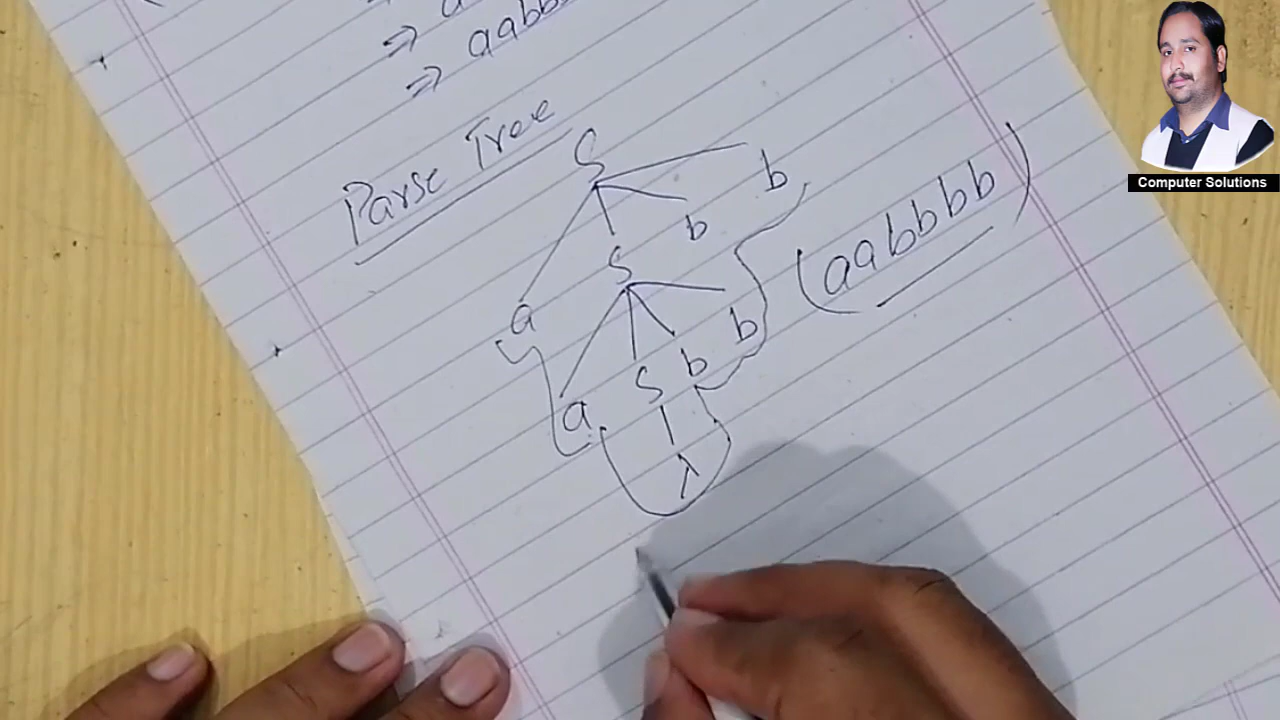 ⇒ a
⇒ aabb
⇒
Parse Tree
S
b
b
S
a
b
b
S
a
λ
(aabbbb)
Computer Solutions